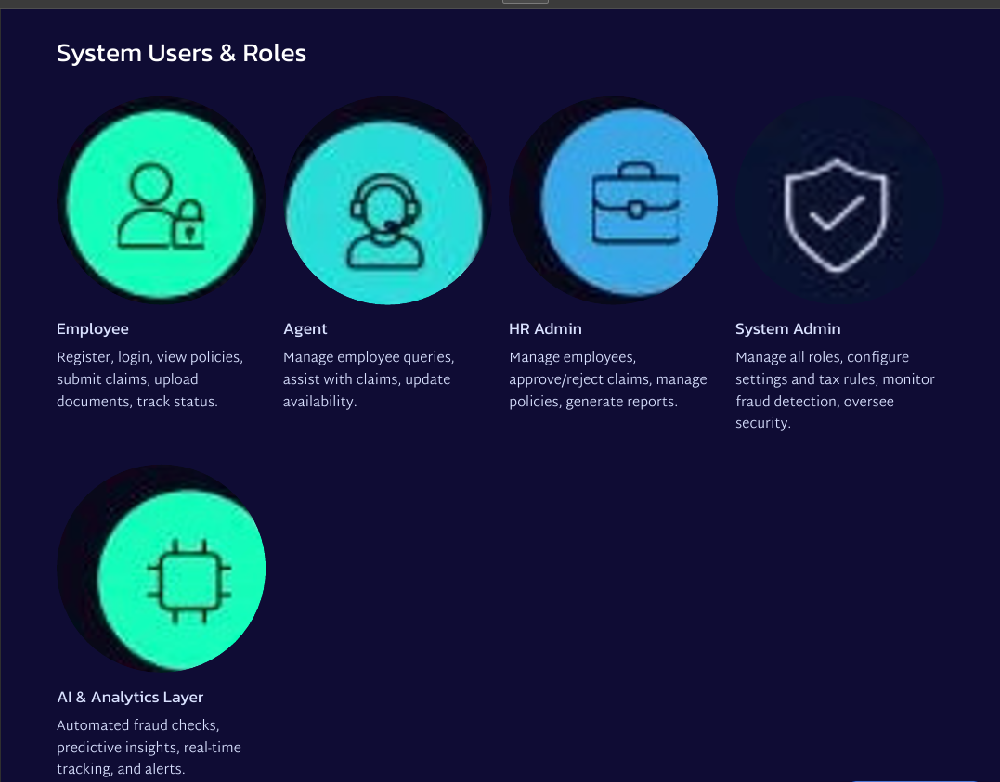 System Users & Roles
Employee
Register, login, view policies,
submit claims, upload
documents, track status.
Agent
Manage employee queries,
assist with claims, update
availability.
HR Admin
Manage employees,
approve/reject claims, manage
policies, generate reports.
System Admin
Manage all roles, configure
settings and tax rules, monitor
fraud detection, oversee
security.
AI & Analytics Layer
Automated fraud checks,
predictive insights, real-time
tracking, and alerts.